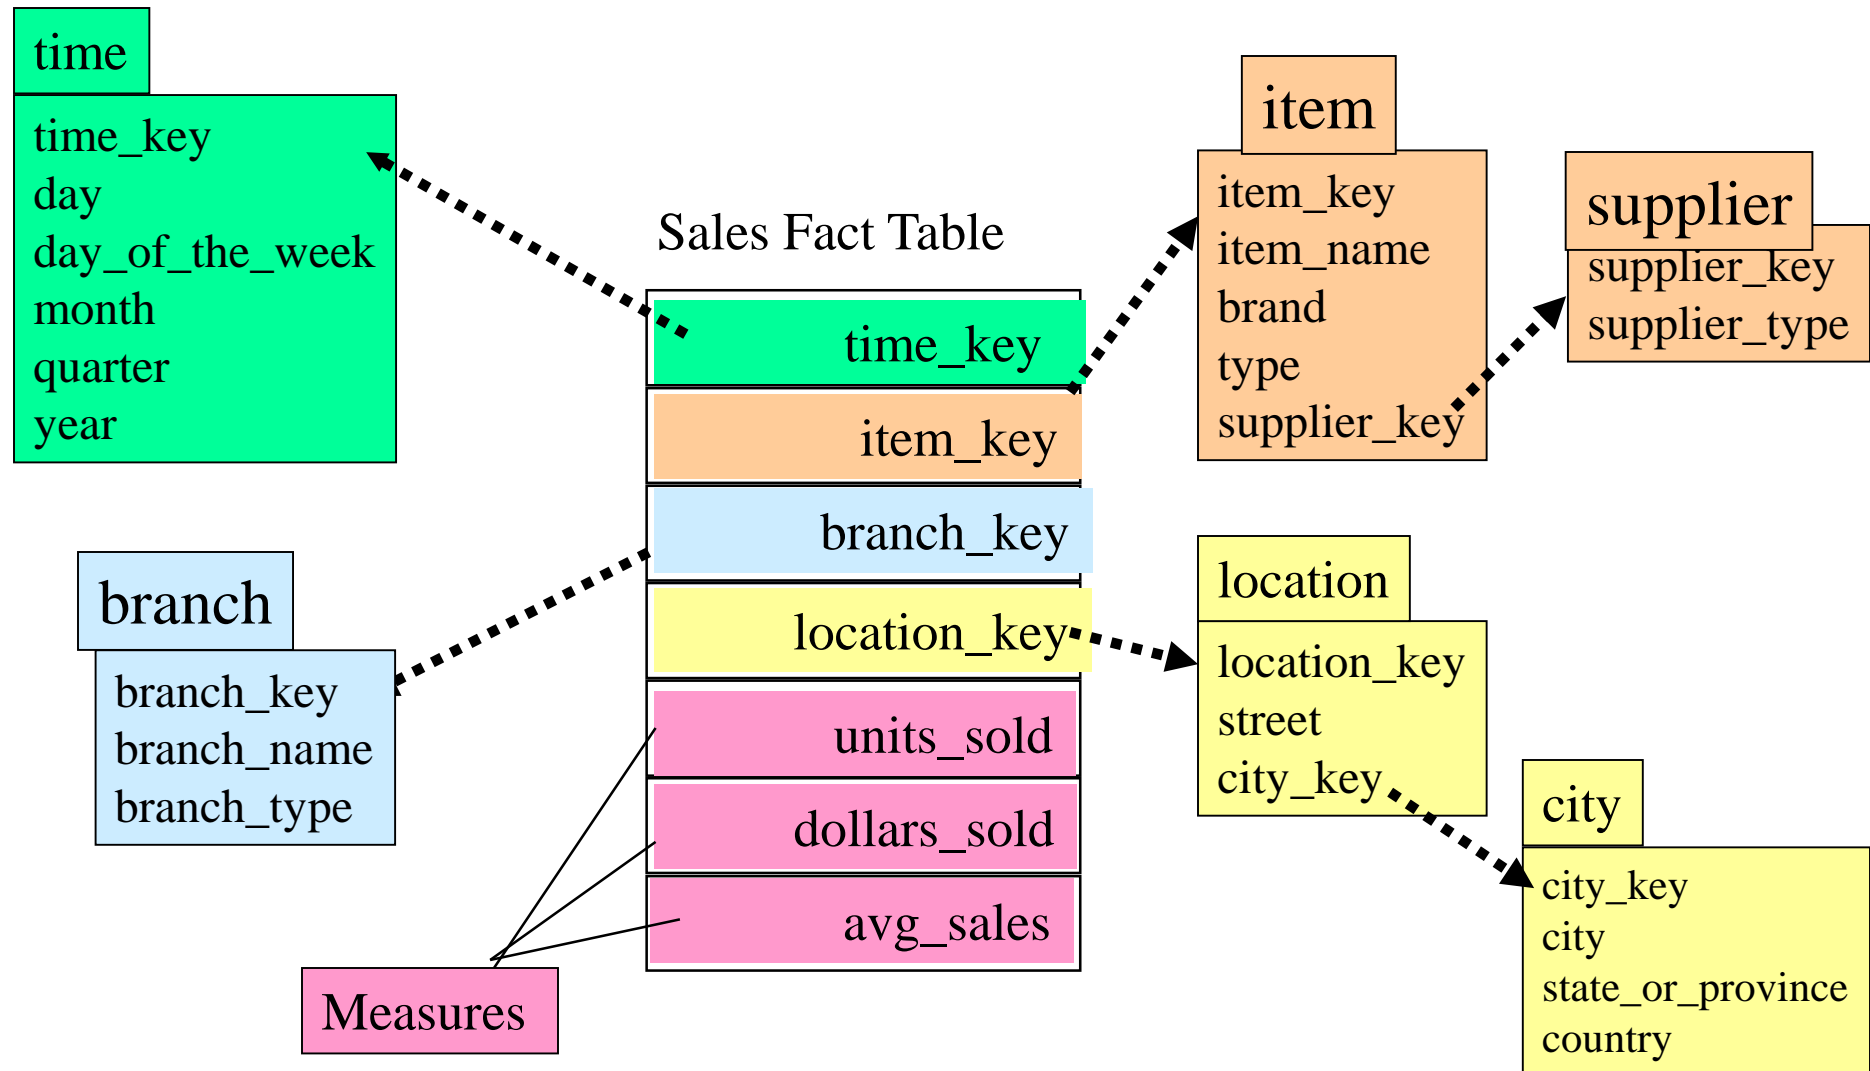 time
time_key
day
day_of_the_week
month
quarter
year
Sales Fact Table
time_key
item_key
branch_key
location_key
units_sold
dollars_sold
avg_sales
item
item_key
item_name
brand
type
supplier_key
supplier
supplier_key
supplier_type
branch
branch_key
branch_name
branch_type
location
location_key
street
city_key
city
city_key
city
state_or_province
country
Measures